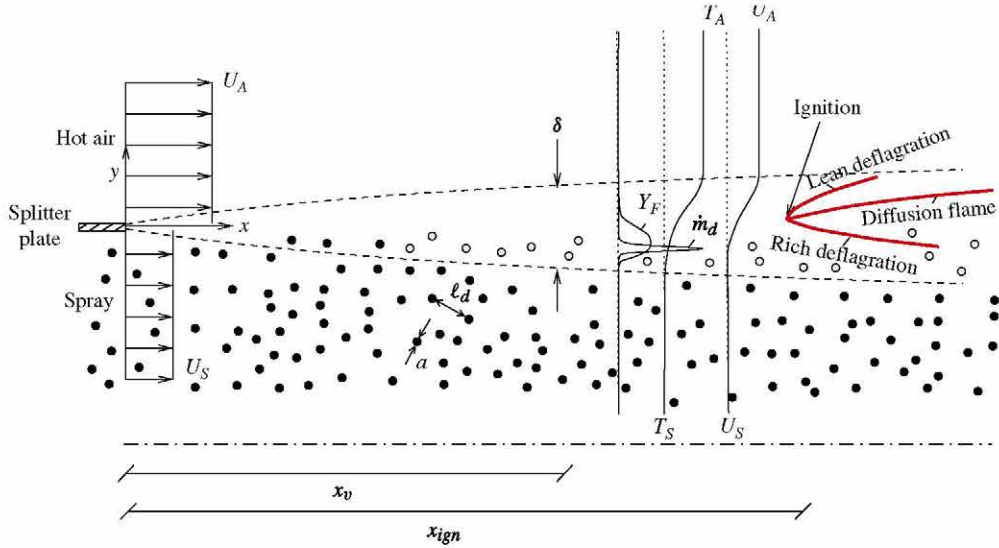 T_A
U_A
U_A
Hot air
y
δ
Ignition
Lean deflagration
Splitter
plate
x
Y_F
ṁ_d
Diffusion flame
Rich deflagration
Spray
ℓ_d
a
U_S
T_S
U_S
x_v
x_ign